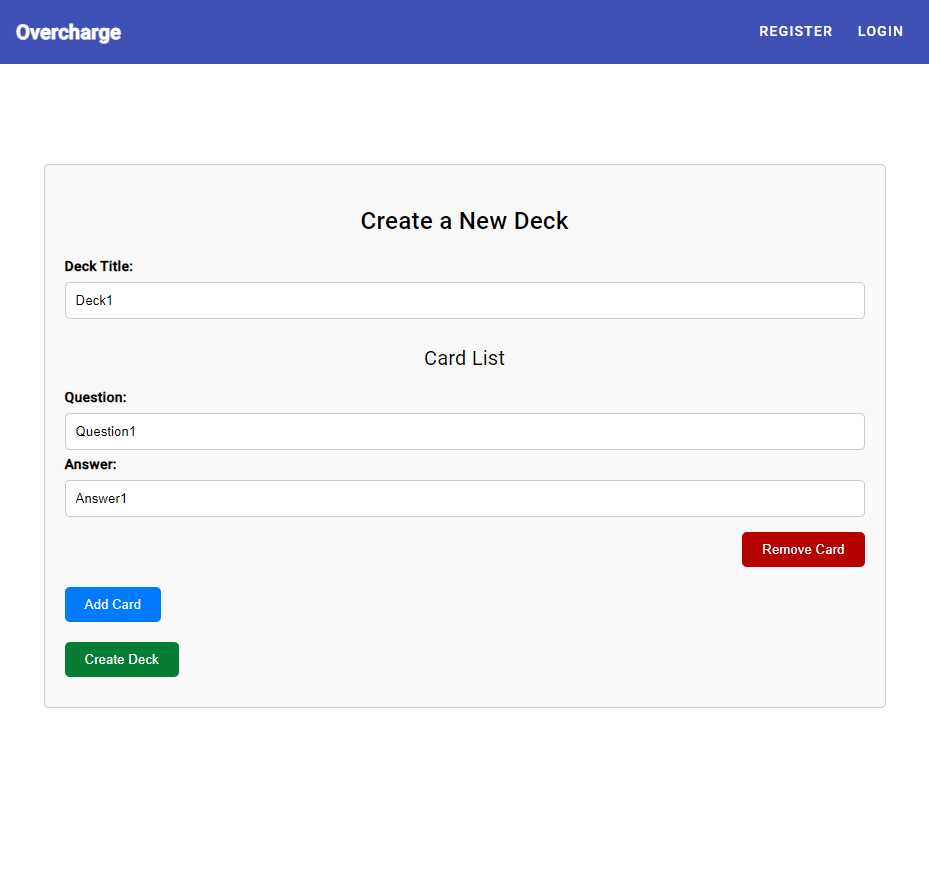 Overcharge
REGISTER LOGIN
Create a New Deck
Deck Title:
Deck1
Card List
Question:
Question1
Answer:
Answer1
Remove Card
Add Card
Create Deck